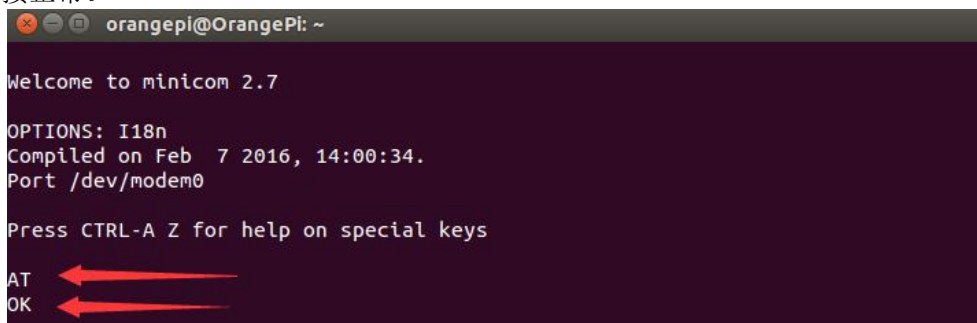 orangepi@OrangePi: ~
Welcome to minicom 2.7
OPTIONS: I18n
Compiled on Feb  7 2016, 14:00:34.
Port /dev/modem0
Press CTRL-A Z for help on special keys
AT
OK